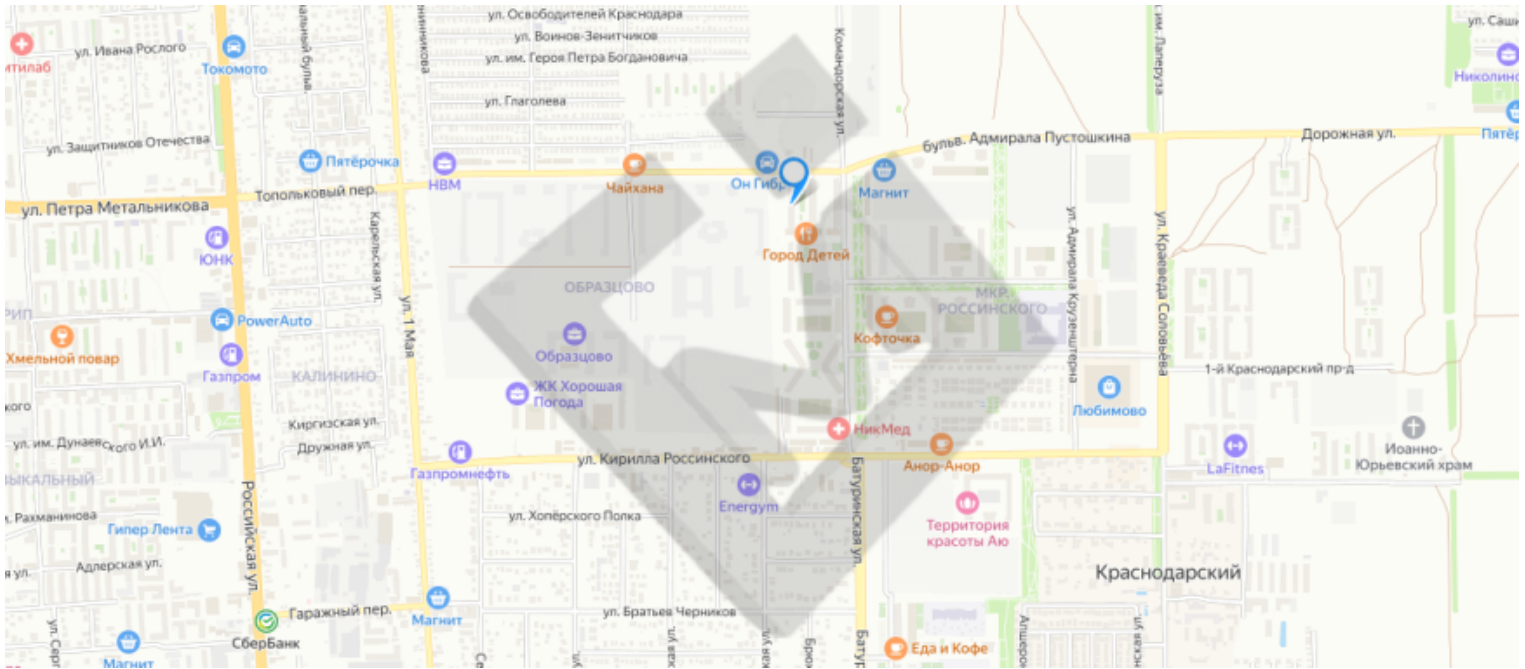 ул. Освободителей Краснодара
ул. Воинов-Зенитчиков
ул. им. Героя Петра Богдановича
ул. Ивана Рослого
Токомото
Командорская ул.
им. Лаперуза
ул. Саши
Николинс
ул. Глаголева
ул. Защитников Отечества
Пятёрочка
НВМ
Чайхана
Он Гибр
Магнит
бульв. Адмирала Пустошкина
Дорожная ул.
Топольковый пер.
ул. Петра Метальникова
Карельская ул.
ЮНК
Город Детей
ул. Адмирала Крузенштерна
ул. Краеведа Соловьёва
ОБРАЗЦОВО
МКР.
РОССИНСКОГО
PowerAuto
ул. 1 Мая
Образцово
Кофточка
Хмельной повар
Газпром
КАЛИНИНО
ЖК Хорошая
Погода
1-й Краснодарский пр-д
Любимово
Киргизская ул.
Дружная ул.
ул. им. Дунаевского И.И.
НикМед
Газпромнефть
ул. Кирилла Россинского
Анор-Анор
LaFitnes
Иоанно-
Юрьевский храм
Российская ул.
Батуринская ул.
Energym
ул. Хопёрского Полка
Рахманинова
Гипер Лента
Территория
красоты Аю
Адлерская ул.
Краснодарский
Гаражный пер.
Магнит
ул. Братьев Черников
СберБанк
Магнит
Еда и Кофе